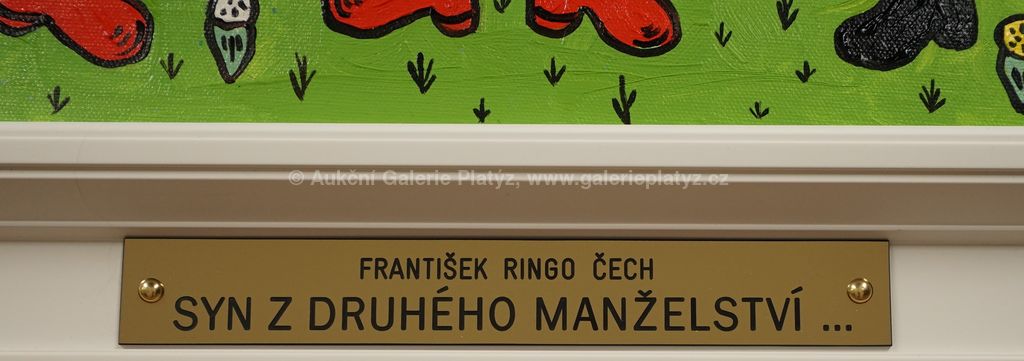 © Aukční Galerie Platýz, www.galerieplatyz.cz
FRANTIŠEK RINGO ČECH
SYN Z DRUHÉHO MANŽELSTVÍ ...